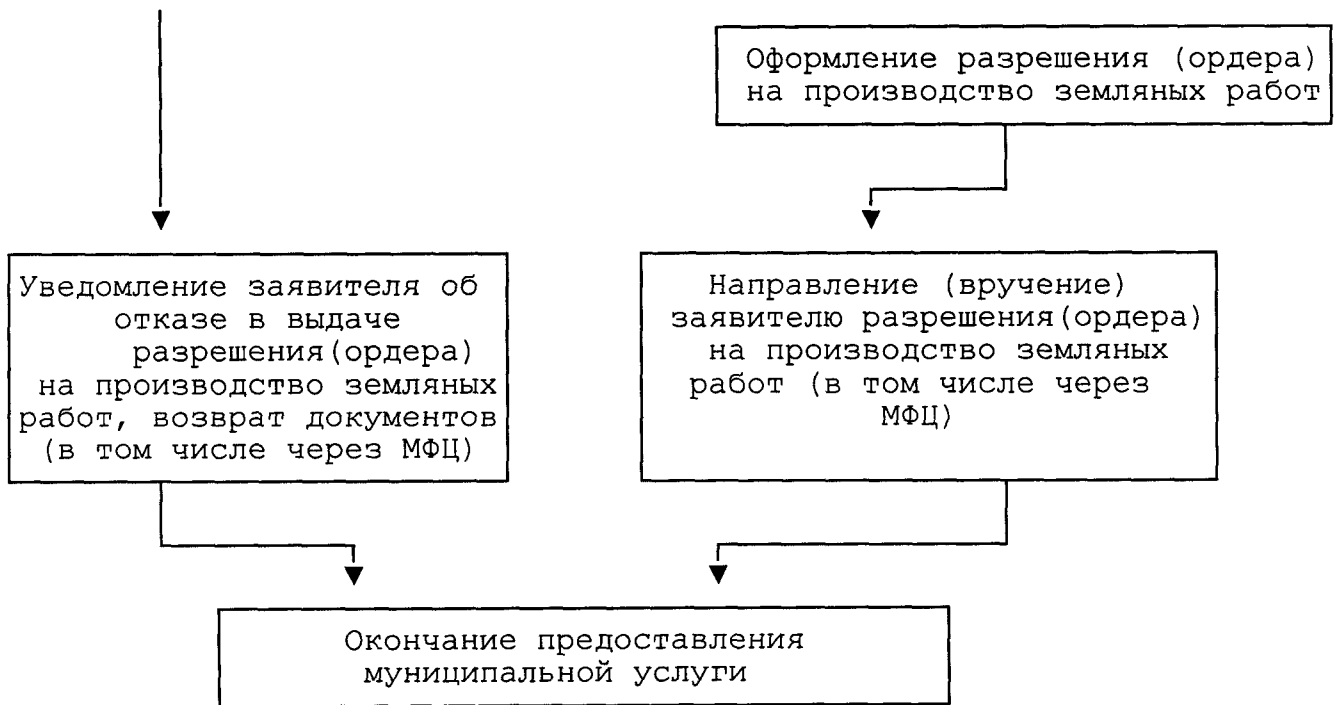 Оформление разрешения (ордера)
на производство земляных работ
Уведомление заявителя об
отказе в выдаче
разрешения(ордера)
на производство земляных
работ, возврат документов
(в том числе через МФЦ)
Направление (вручение)
заявителю разрешения(ордера)
на производство земляных
работ (в том числе через
МФЦ)
Окончание предоставления
муниципальной услуги